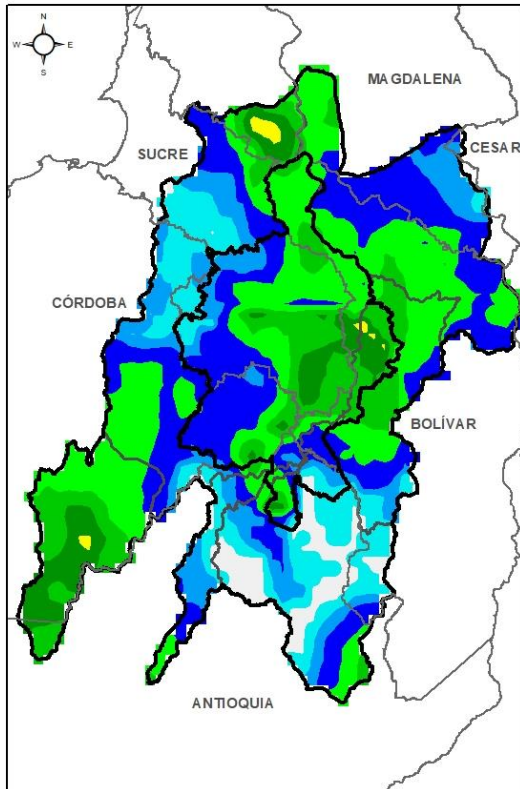 N
W E
S
MAGDALENA
CESAR
SUCRE
CÓRDOBA
BOLÍVAR
ANTIOQUIA